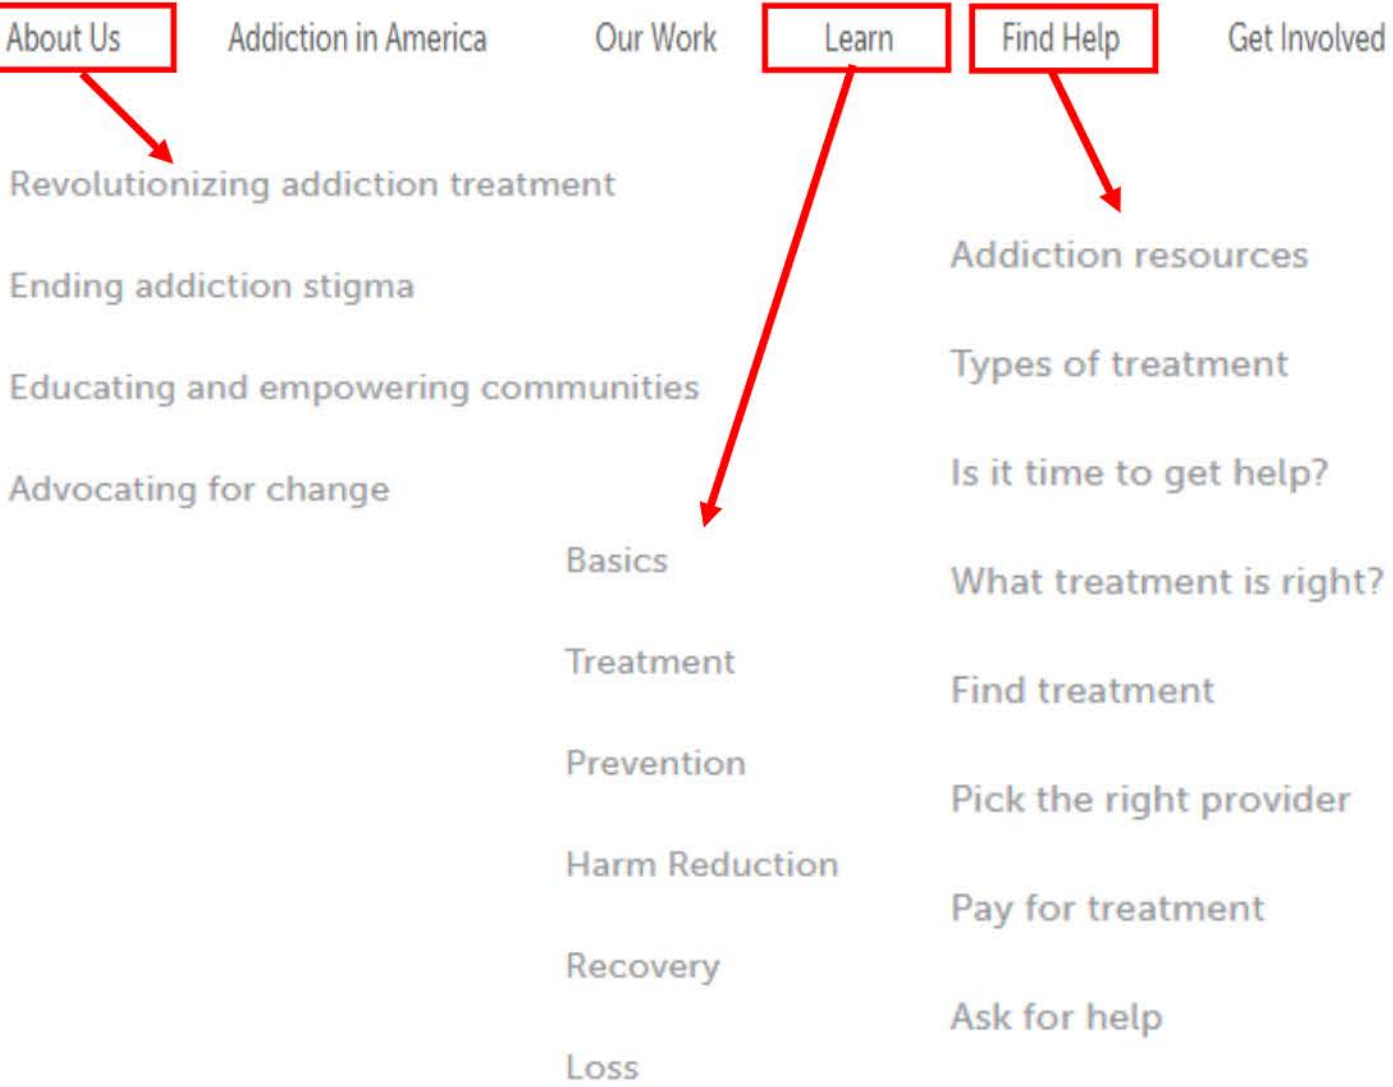 About Us
Addiction in America
Our Work
Learn
Find Help
Get Involved
Revolutionizing addiction treatment
Ending addiction stigma
Educating and empowering communities
Advocating for change
Basics
Treatment
Prevention
Harm Reduction
Recovery
Loss
Addiction resources
Types of treatment
Is it time to get help?
What treatment is right?
Find treatment
Pick the right provider
Pay for treatment
Ask for help